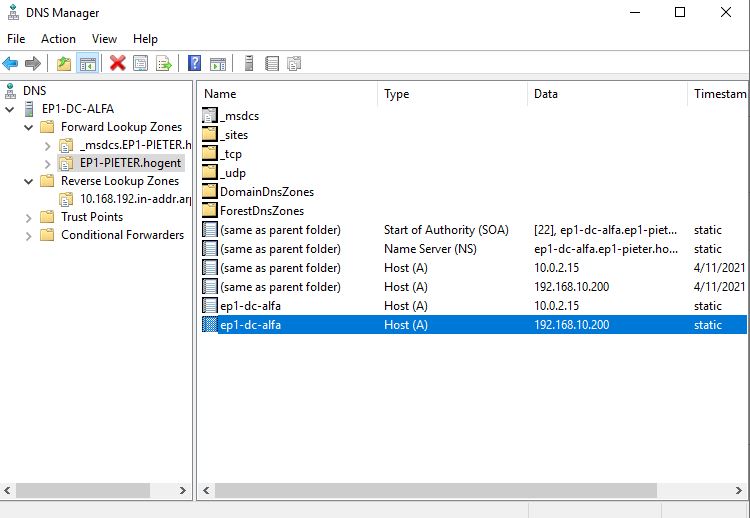 DNS Manager
File Action View Help
DNS
EP1-DC-ALFA
Forward Lookup Zones
_msdcs.EP1-PIETER.h
EP1-PIETER.hogent
Reverse Lookup Zones
10.168.192.in-addr.arp
Trust Points
Conditional Forwarders
Name Type Data Timestam
_msdcs
_sites
_tcp
_udp
DomainDnsZones
ForestDnsZones
(same as parent folder) Start of Authority (SOA) [22], ep1-dc-alfa.ep1-piet... static
(same as parent folder) Name Server (NS) ep1-dc-alfa.ep1-pieter.ho... static
(same as parent folder) Host (A) 10.0.2.15 4/11/2021
(same as parent folder) Host (A) 192.168.10.200 4/11/2021
ep1-dc-alfa Host (A) 10.0.2.15 static
ep1-dc-alfa Host (A) 192.168.10.200 static